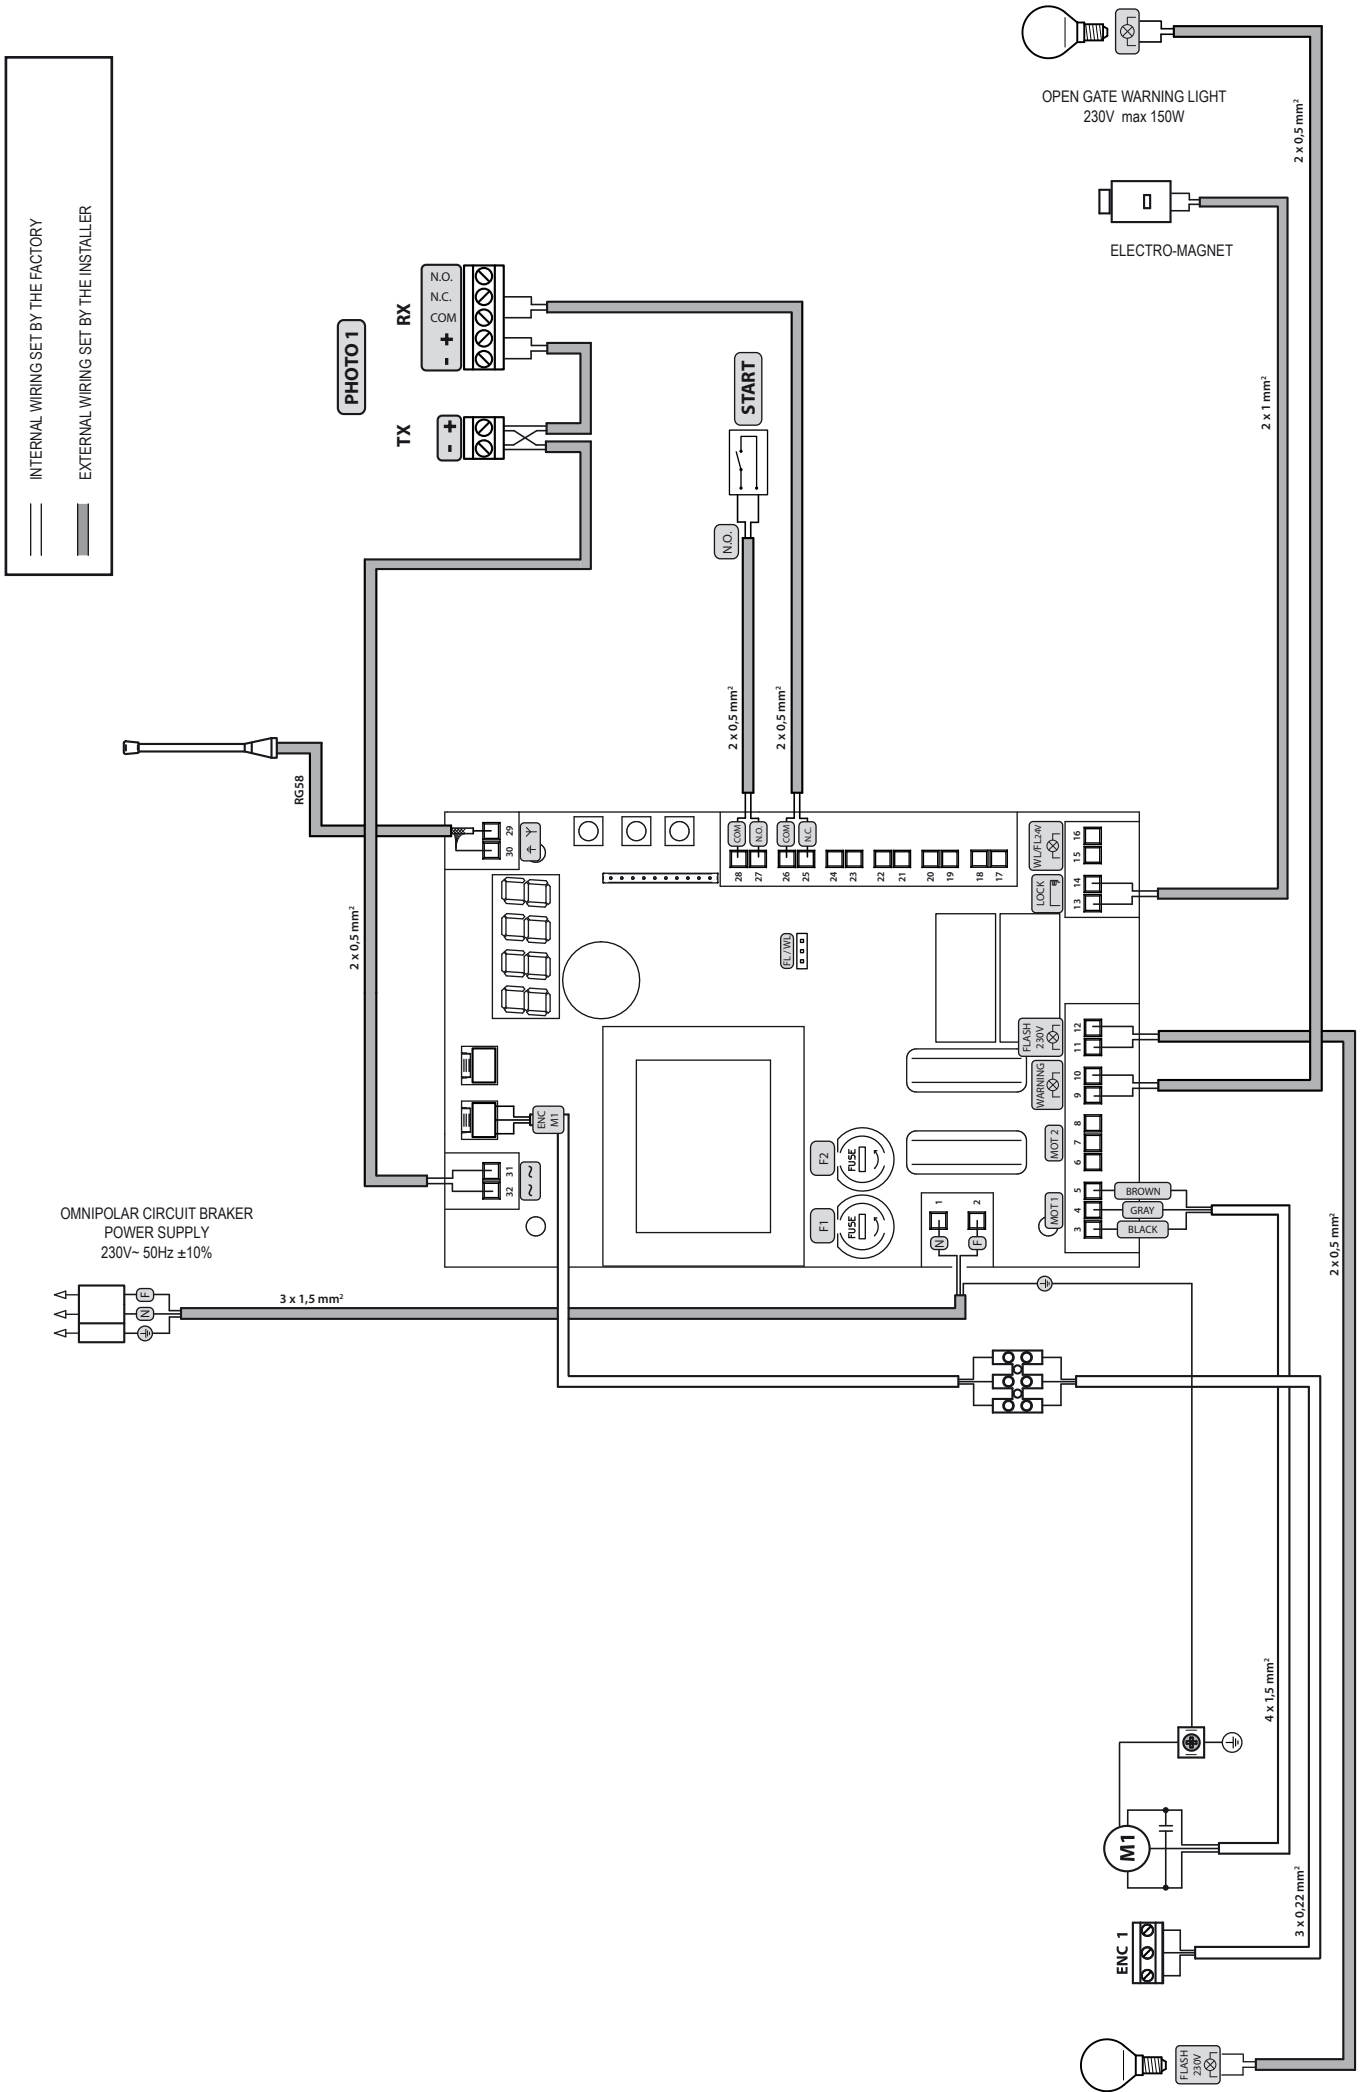 INTERNAL WIRING SET BY THE FACTORY
EXTERNAL WIRING SET BY THE INSTALLER
OPEN GATE WARNING LIGHT
230V max 150W
2 x 0,5 mm²
ELECTRO-MAGNET
2 x 1 mm²
PHOTO 1
RX
N.O.
N.C.
COM
+
-
TX
+
-
START
N.O.
2 x 0,5 mm²
2 x 0,5 mm²
RG58
2 x 0,5 mm²
29
30
COM
N.O.
COM
N.C.
28
27
26
25
24
23
22
21
20
19
18
17
WL/FL24V
LOCK
16
15
14
13
FL / WL
FLASH
230V
WARNING
12
11
10
9
MOT 2
8
7
6
MOT 1
5
4
3
BROWN
GRAY
BLACK
ENC
M1
31
32
~ ~
F2
FUSE
F1
FUSE
1
2
N
F
OMNIPOLAR CIRCUIT BRAKER
POWER SUPPLY
230V~ 50Hz ±10%
F
N
3 x 1,5 mm²
2 x 0,5 mm²
4 x 1,5 mm²
M1
3 x 0,22 mm²
ENC 1
FLASH
230V